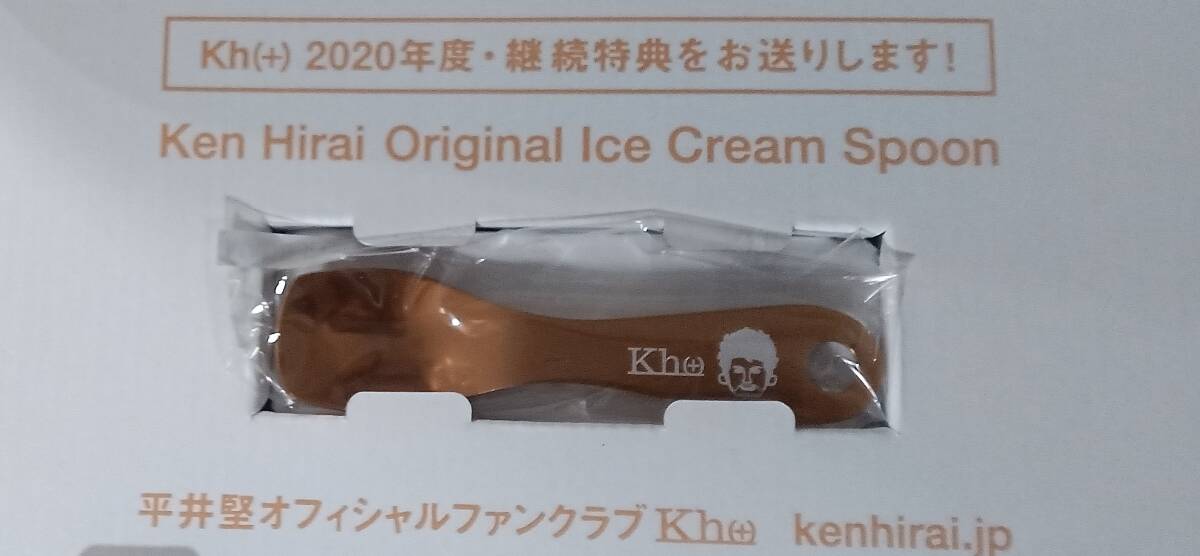 Kh(+) 2020年度・継続特典をお送りします!
Ken Hirai Original Ice Cream Spoon
Kh(+)
平井堅オフィシャルファンクラブ Kh(+) kenhirai.jp